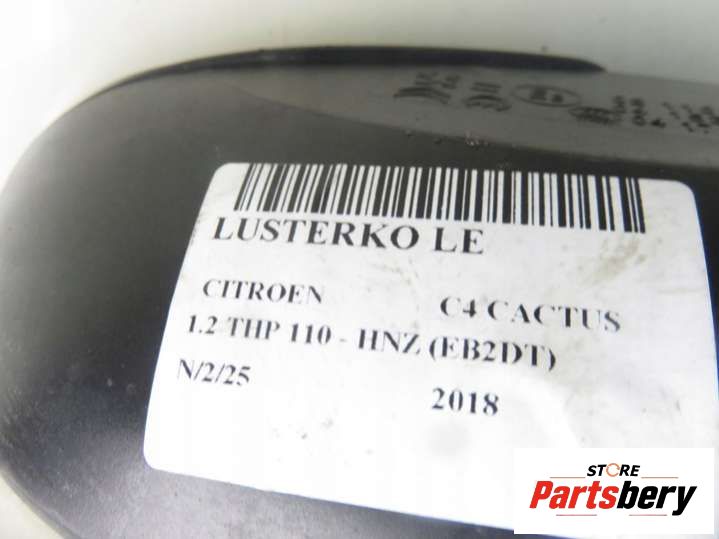 LUSTERKO LE
CITROEN C4 CACTUS
1.2 THP 110 - HNZ (EB2DT)
N/2/25 2018
STORE
Partsbery